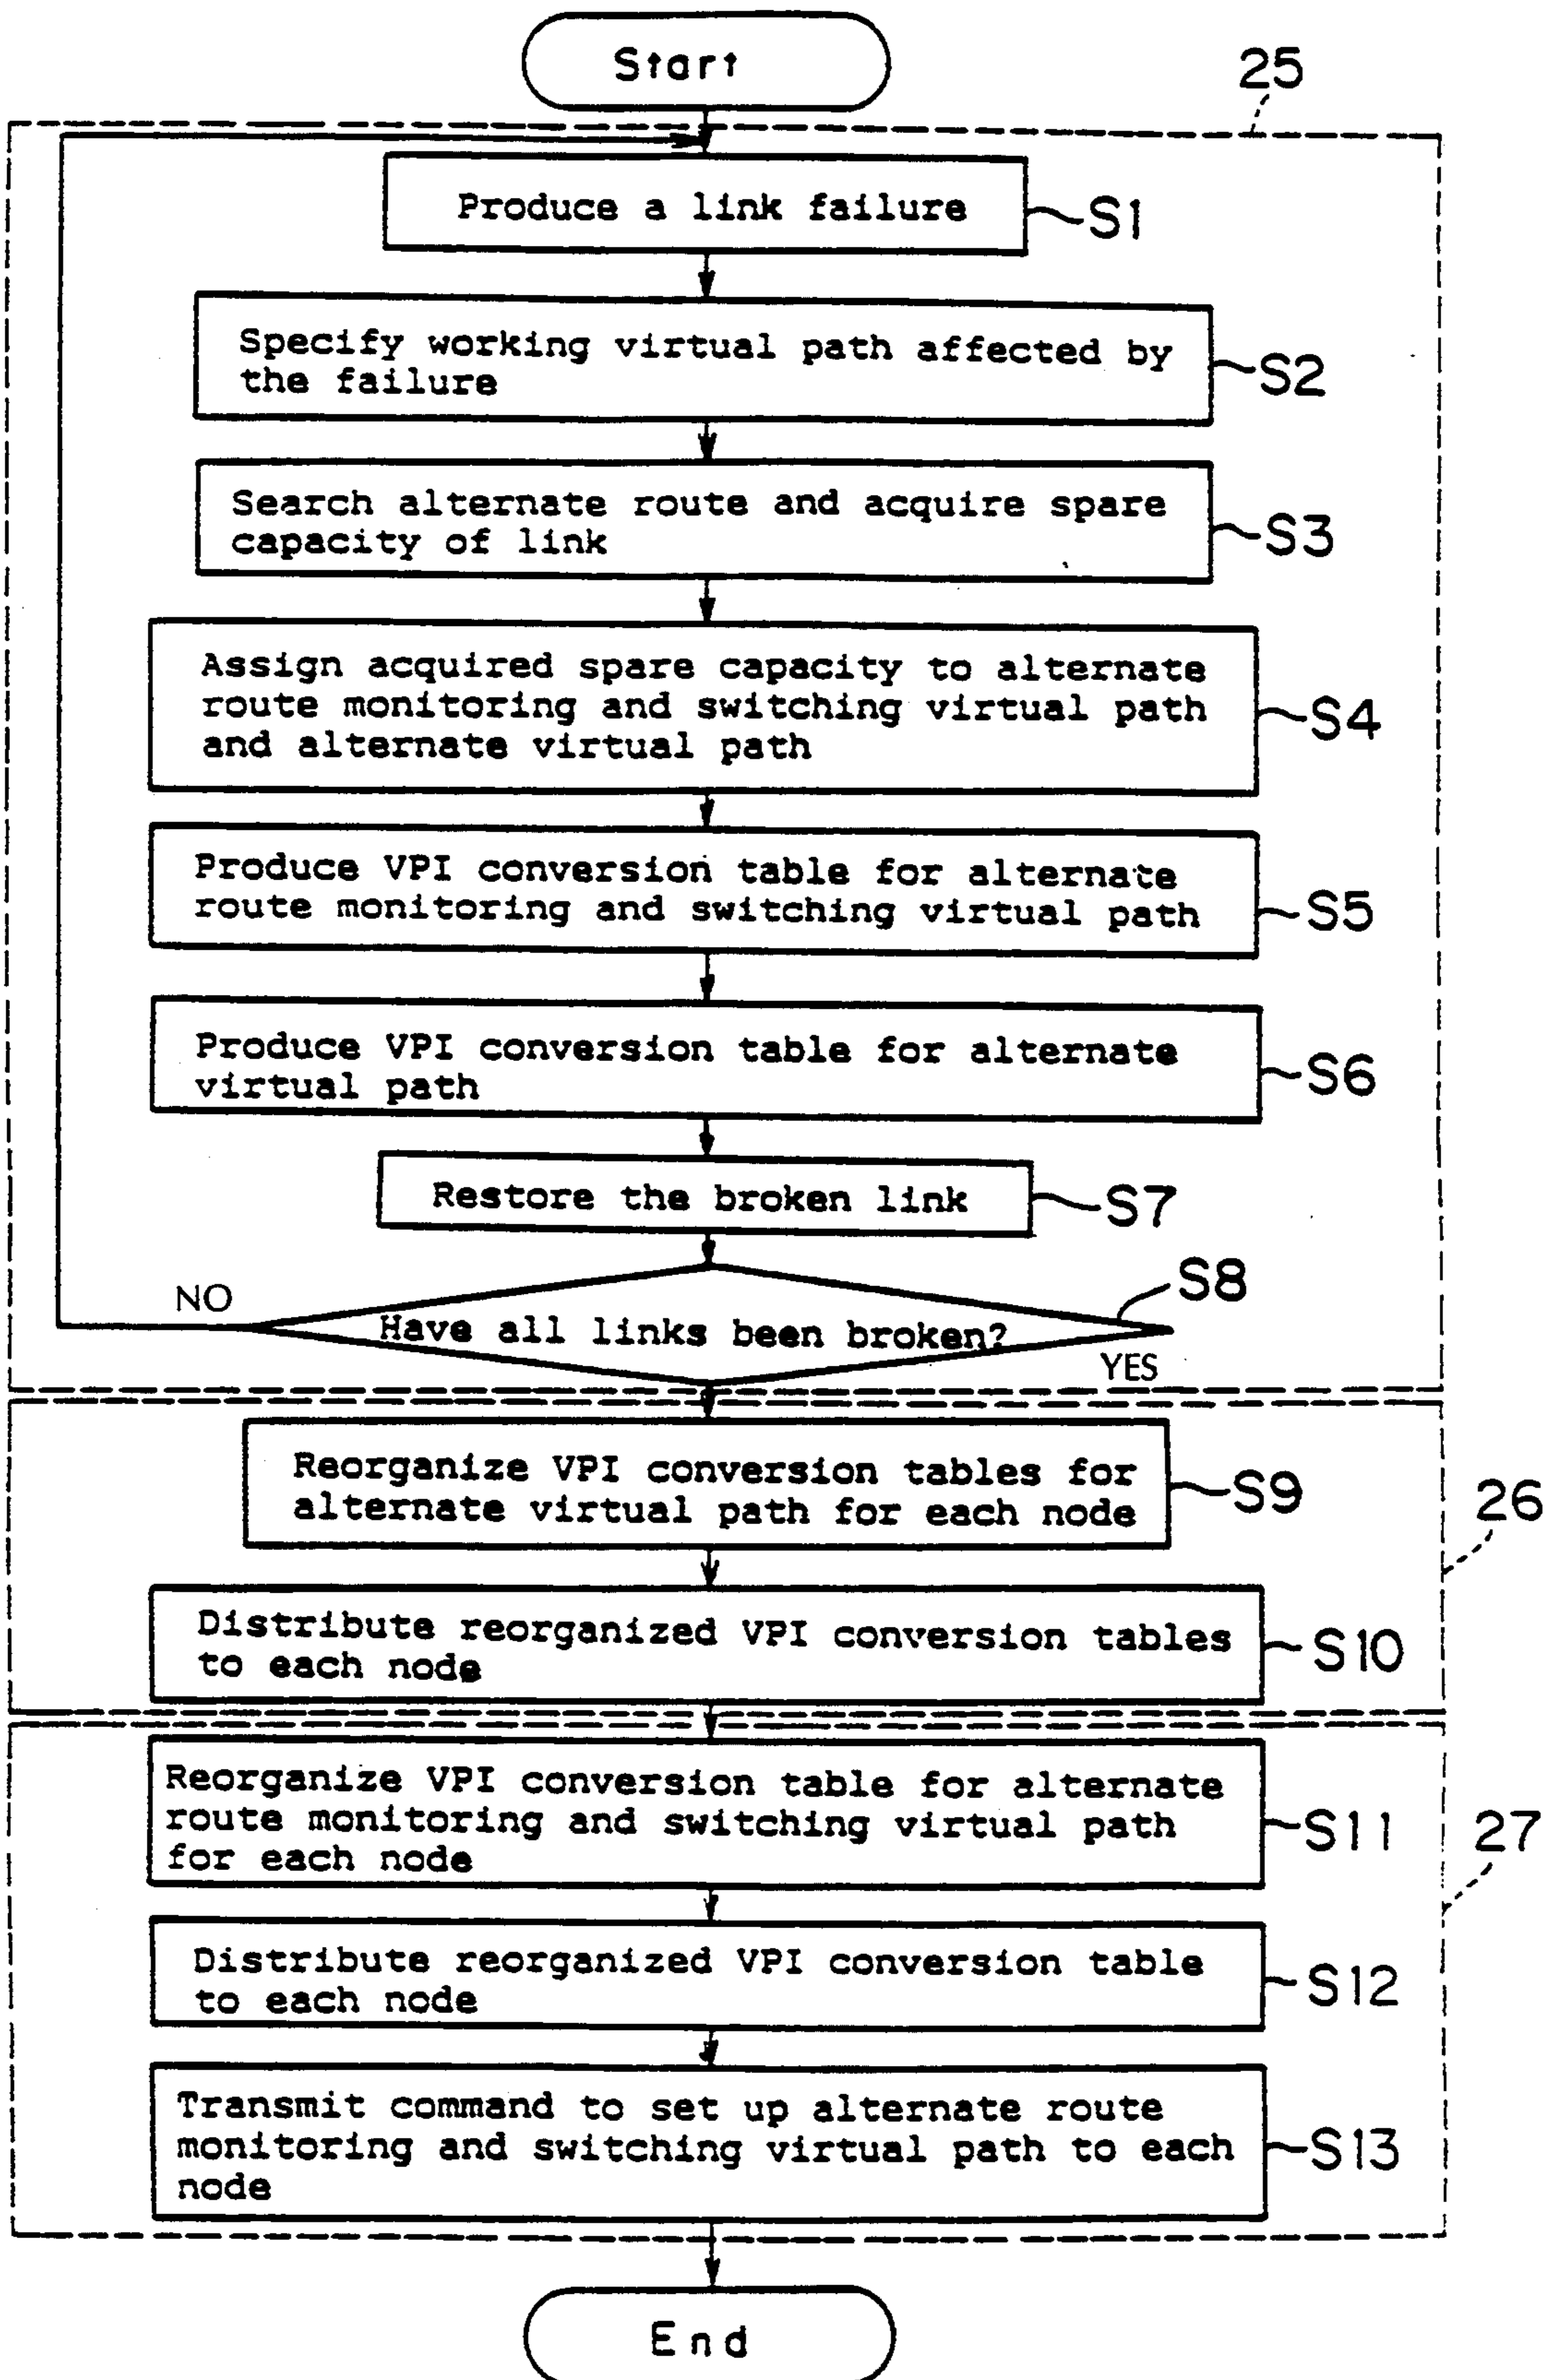 Start
25
Produce a link failure
S1
Specify working virtual path affected by
the failure
S2
Search alternate route and acquire spare
capacity of link
S3
Assign acquired spare capacity to alternate
route monitoring and switching virtual path
and alternate virtual path
S4
Produce VPI conversion table for alternate
route monitoring and switching virtual path
S5
Produce VPI conversion table for alternate
virtual path
S6
Restore the broken link
S7
S8
NO
Have all links been broken?
YES
Reorganize VPI conversion tables for
alternate virtual path for each node
S9
26
Distribute reorganized VPI conversion tables
to each node
S10
Reorganize VPI conversion table for alternate
route monitoring and switching virtual path
for each node
S11
27
Distribute reorganized VPI conversion table
to each node
S12
Transmit command to set up alternate route
monitoring and switching virtual path to each
node
S13
End